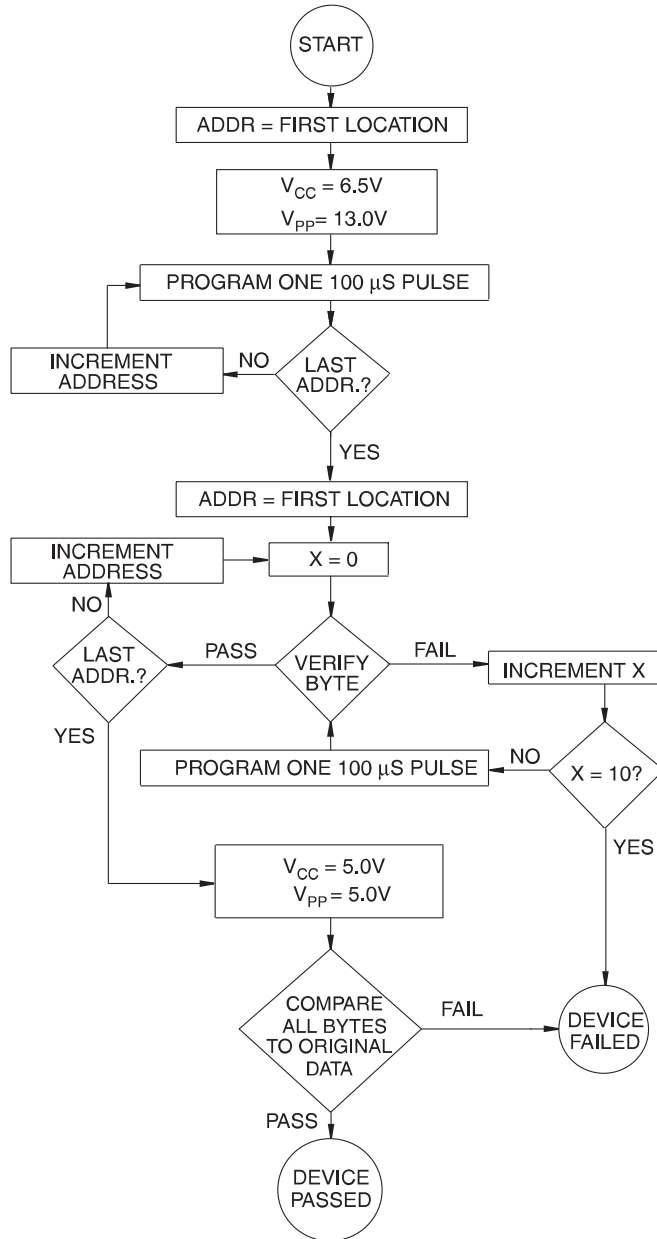 START
ADDR = FIRST LOCATION
VCC = 6.5V
VPP = 13.0V
PROGRAM ONE 100 μS PULSE
INCREMENT
ADDRESS
NO
LAST
ADDR.?
YES
ADDR = FIRST LOCATION
INCREMENT
ADDRESS
X = 0
NO
LAST
ADDR.?
PASS
VERIFY
BYTE
FAIL
INCREMENT X
YES
PROGRAM ONE 100 μS PULSE
NO
X = 10?
YES
VCC = 5.0V
VPP = 5.0V
COMPARE
ALL BYTES
TO ORIGINAL
DATA
FAIL
DEVICE
FAILED
PASS
DEVICE
PASSED